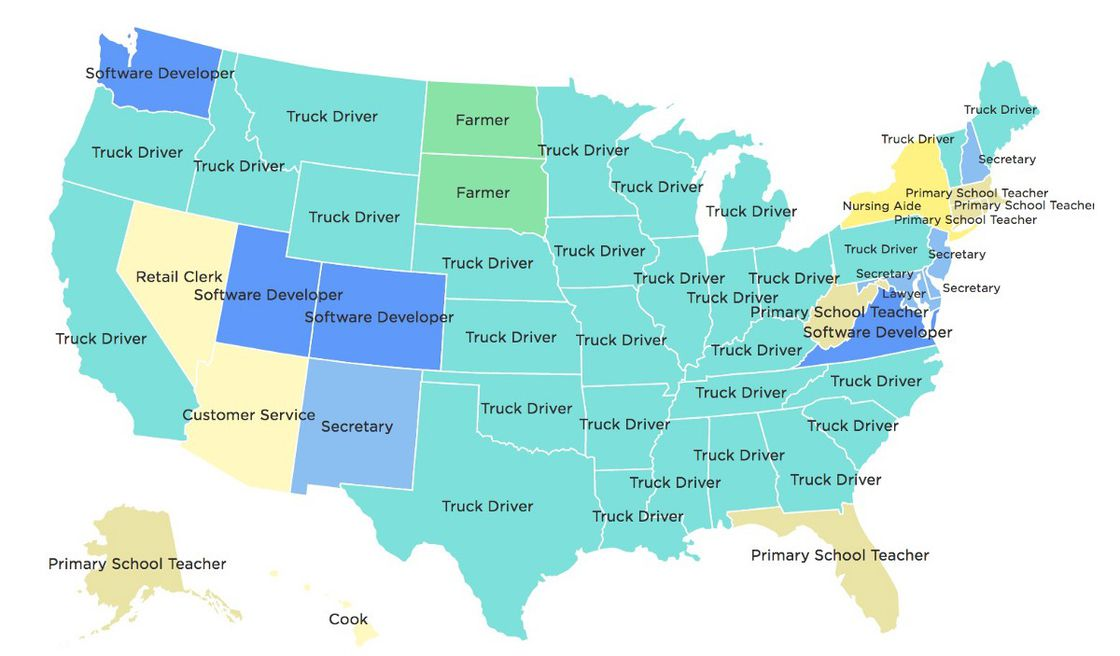 Software Developer
Truck Driver
Truck Driver
Farmer
Truck Driver
Secretary
Truck Driver
Truck Driver
Truck Driver
Truck Driver
Farmer
Primary School Teacher
Nursing Aide
Primary School Teacher
Truck Driver
Truck Driver
Primary School Teacher
Truck Driver
Truck Driver
Truck Driver
Secretary
Retail Clerk
Truck Driver
Truck Driver
Secretary
Software Developer
Truck Driver
Secretary
Lawyer
Software Developer
Primary School Teacher
Truck Driver
Truck Driver
Truck Driver
Software Developer
Truck Driver
Truck Driver
Truck Driver
Customer Service
Truck Driver
Secretary
Truck Driver
Truck Driver
Truck Driver
Truck Driver
Truck Driver
Truck Driver
Truck Driver
Primary School Teacher
Primary School Teacher
Cook